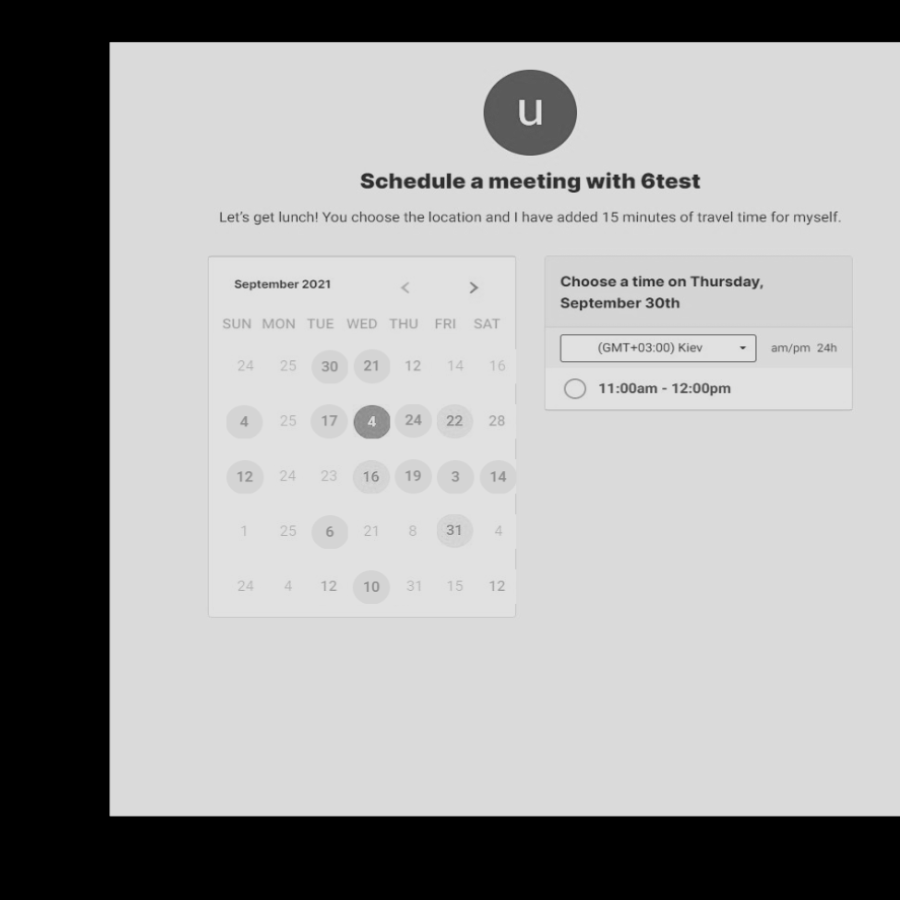 u
Schedule a meeting with 6test
Let's get lunch! You choose the location and I have added 15 minutes of travel time for myself.
September 2021 < >
SUN MON TUE WED THU FRI SAT
24 25 30 21 12 14 16
4 25 17 4 24 22 28
12 24 23 16 19 3 14
1 25 6 21 8 31 4
24 4 12 10 31 15 12
Choose a time on Thursday,
September 30th
(GMT+03:00) Kiev am/pm 24h
11:00am - 12:00pm